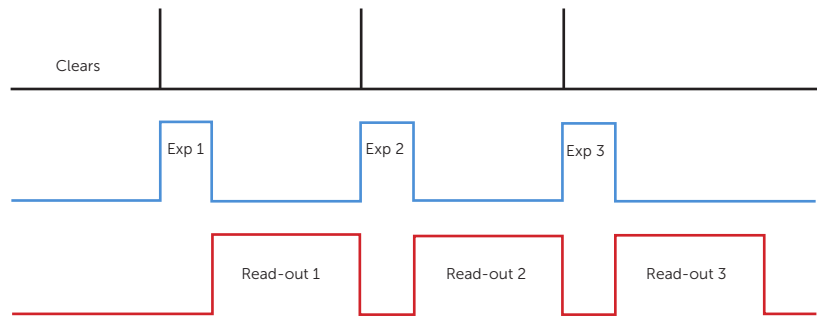 Clears
Exp 1
Exp 2
Exp 3
Read-out 1
Read-out 2
Read-out 3